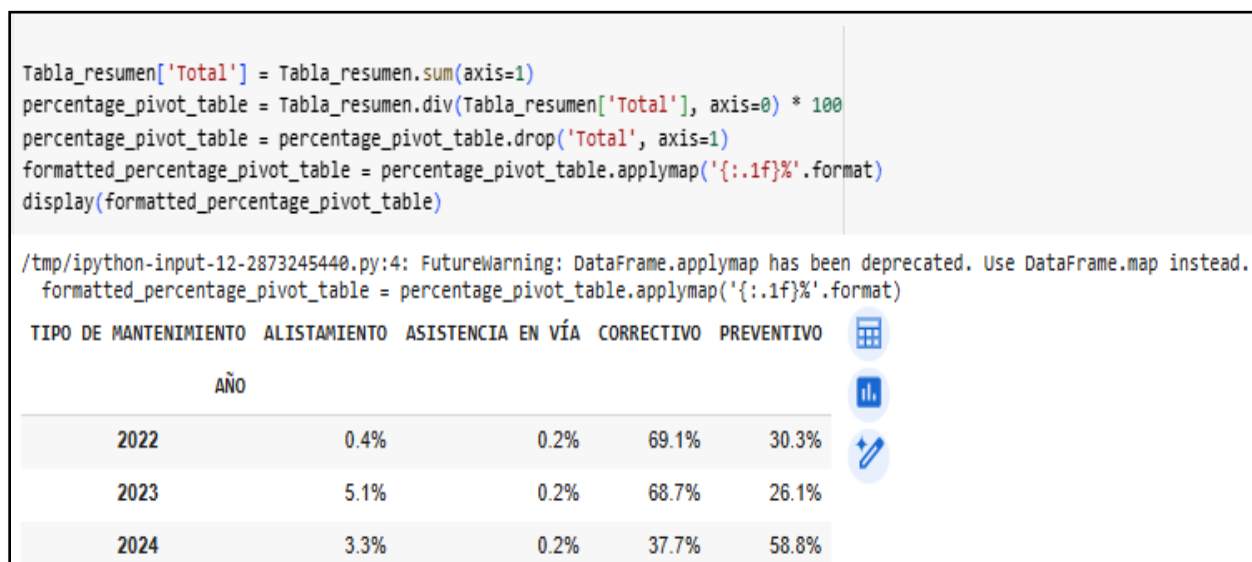 Tabla_resumen['Total'] = Tabla_resumen.sum(axis=1)
percentage_pivot_table = Tabla_resumen.div(Tabla_resumen['Total'], axis=0) * 100
percentage_pivot_table = percentage_pivot_table.drop('Total', axis=1)
formatted_percentage_pivot_table = percentage_pivot_table.applymap('{:.1f}%'.format)
display(formatted_percentage_pivot_table)
/tmp/ipython-input-12-2873245440.py:4: FutureWarning: DataFrame.applymap has been deprecated. Use DataFrame.map instead.
formatted_percentage_pivot_table = percentage_pivot_table.applymap('{:.1f}%'.format)
TIPO DE MANTENIMIENTO ALISTAMIENTO ASISTENCIA EN VÍA CORRECTIVO PREVENTIVO
AÑO
2022 0.4% 0.2% 69.1% 30.3%
2023 5.1% 0.2% 68.7% 26.1%
2024 3.3% 0.2% 37.7% 58.8%